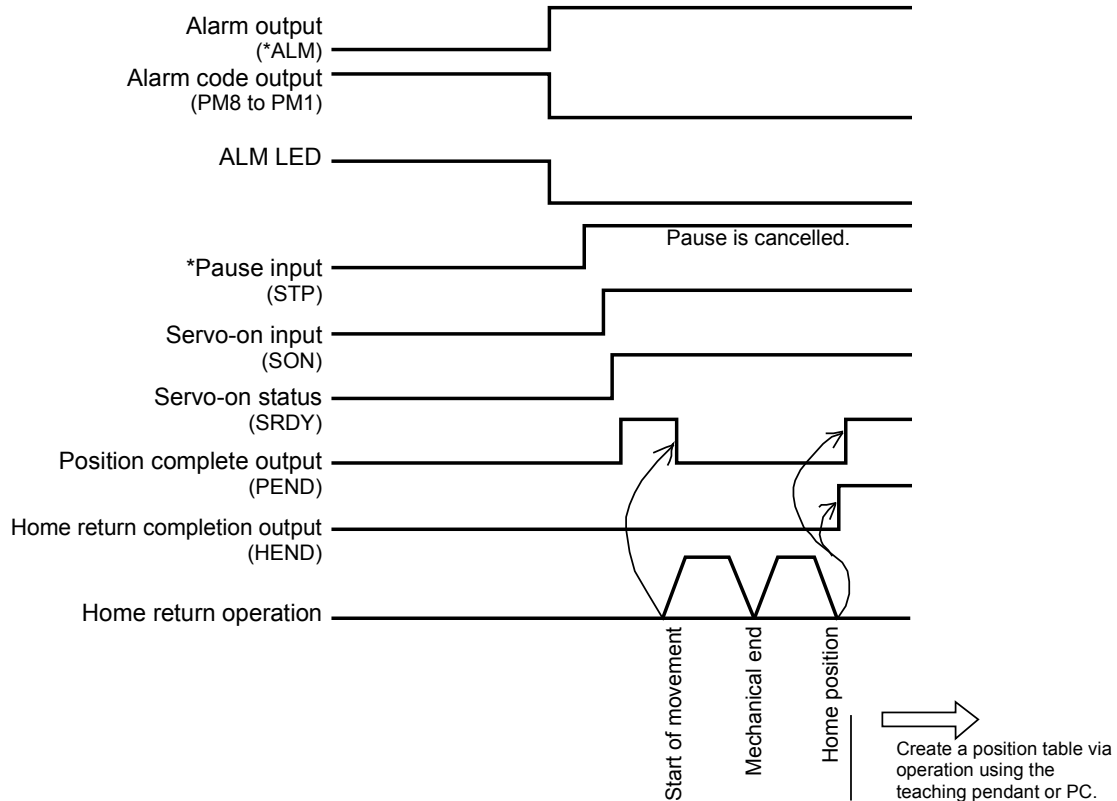 Alarm output
(*ALM)
Alarm code output
(PM8 to PM1)
ALM LED
Pause is cancelled.
*Pause input
(STP)
Servo-on input
(SON)
Servo-on status
(SRDY)
Position complete output
(PEND)
Home return completion output
(HEND)
Home return operation
Start of movement
Mechanical end
Home position
Create a position table via
operation using the
teaching pendant or PC.